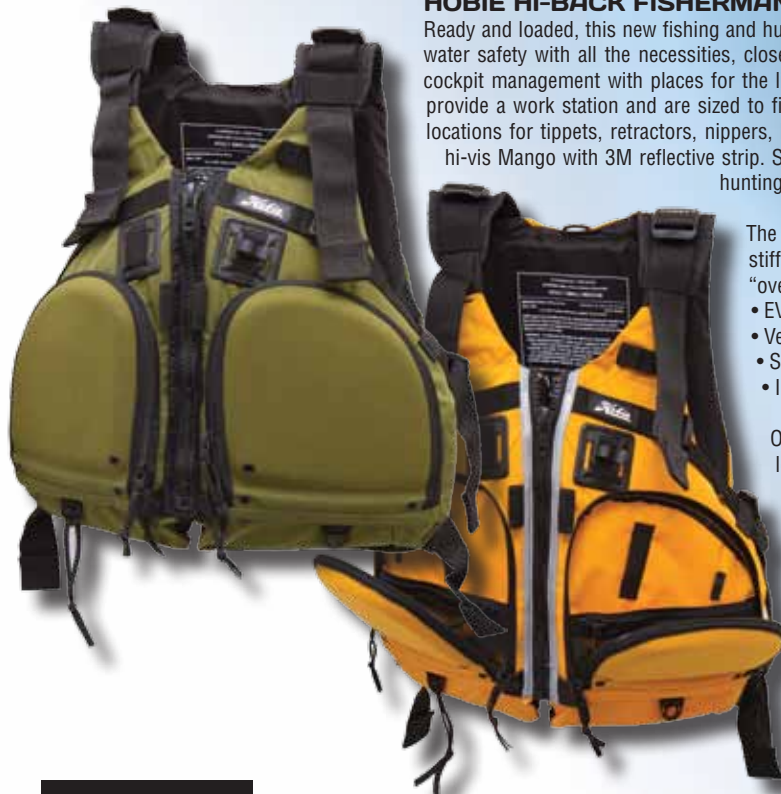 HOBIE HI-BACK FISHERMAN
Ready and loaded, this new fishing and hu
water safety with all the necessities, close
cockpit management with places for the l
provide a work station and are sized to fi
locations for tippets, retractors, nippers,
hi-vis Mango with 3M reflective strip. S
hunting
The
stiff
"ove
• EV
• Ve
• S
• I
O
I
Hobie
Hobie